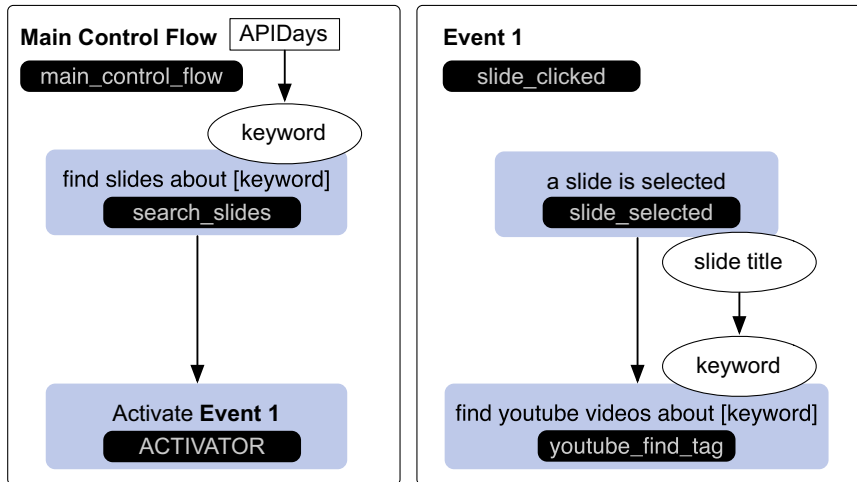 Main Control Flow
APIDays
main_control_flow
keyword
find slides about [keyword]
search_slides
Activate Event 1
ACTIVATOR
Event 1
slide_clicked
a slide is selected
slide_selected
slide title
keyword
find youtube videos about [keyword]
youtube_find_tag